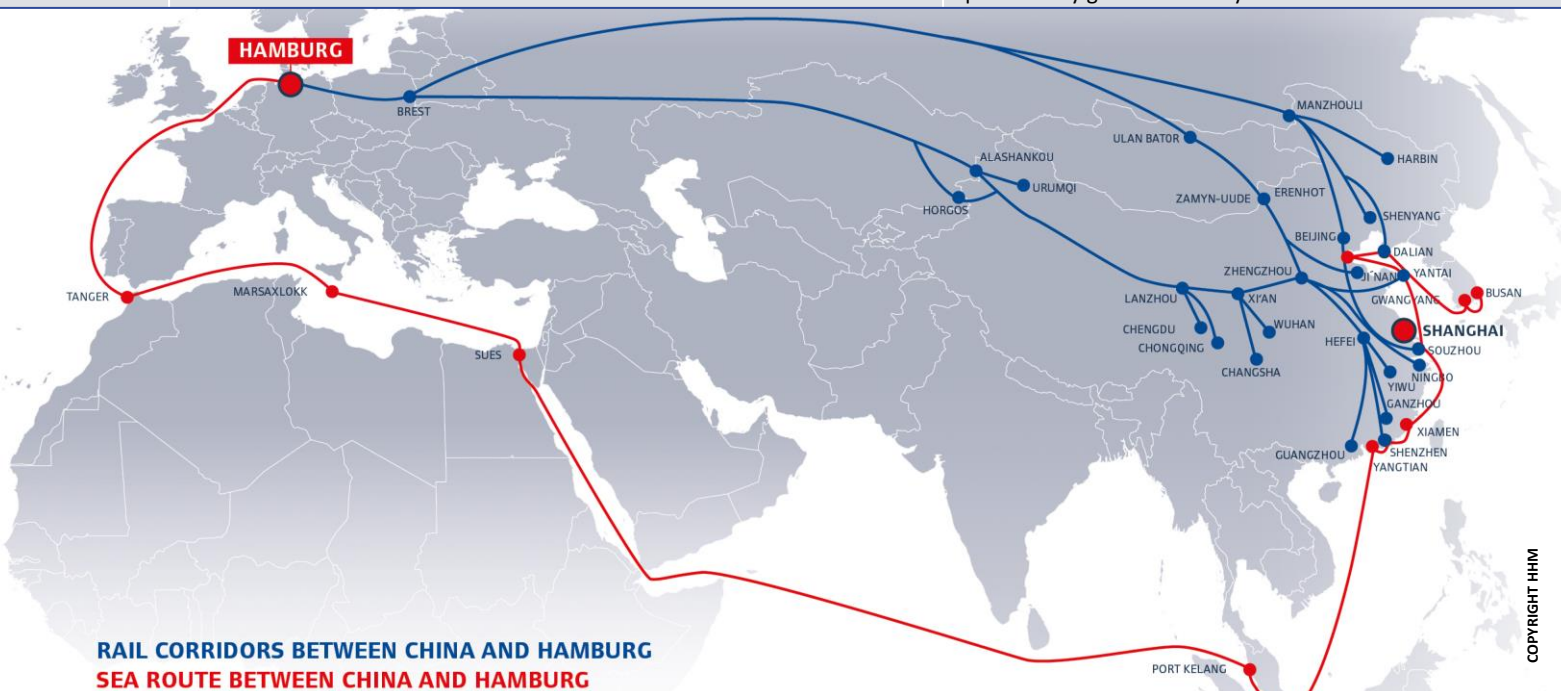 HAMBURG
BREST
MANZHOULI
ULAN BATOR
HARBIN
ALASHANKOU
URUMQI
HORGOS
ZAMYN-UUDE
ERENHOT
SHENYANG
BEIJING
DALIAN
ZHENGZHOU
JI´NAN
YANTAI
TANGER
MARSAXLOKK
LANZHOU
XI'AN
GWANGYANG
BUSAN
CHENGDU
WUHAN
SHANGHAI
CHONGQING
HEFEI
SOUZHOU
SUES
CHANGSHA
NINGBO
YIWU
GANZHOU
XIAMEN
GUANGZHOU
SHENZHEN
YANGTIAN
COPYRIGHT HHM
RAIL CORRIDORS BETWEEN CHINA AND HAMBURG
SEA ROUTE BETWEEN CHINA AND HAMBURG
PORT KELANG